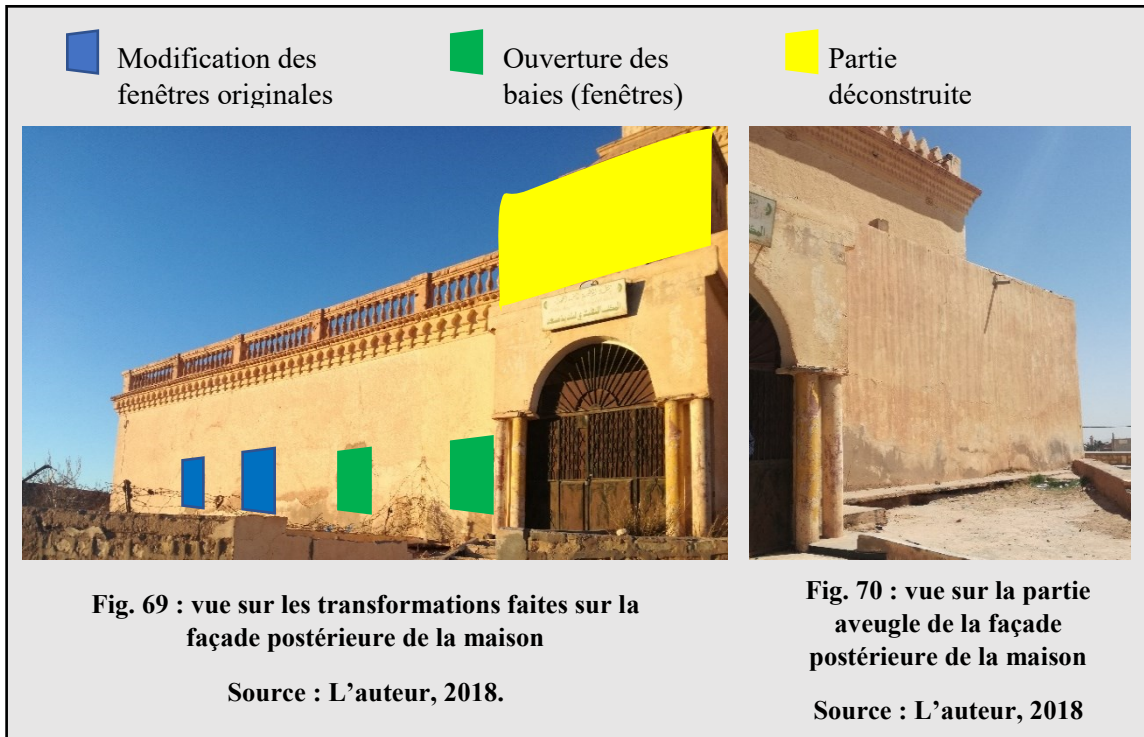 Modification des
fenêtres originales
Ouverture des
baies (fenêtres)
Partie
déconstruite
Fig. 69 : vue sur les transformations faites sur la
façade postérieure de la maison
Source : L’auteur, 2018.
Fig. 70 : vue sur la partie
aveugle de la façade
postérieure de la maison
Source : L’auteur, 2018